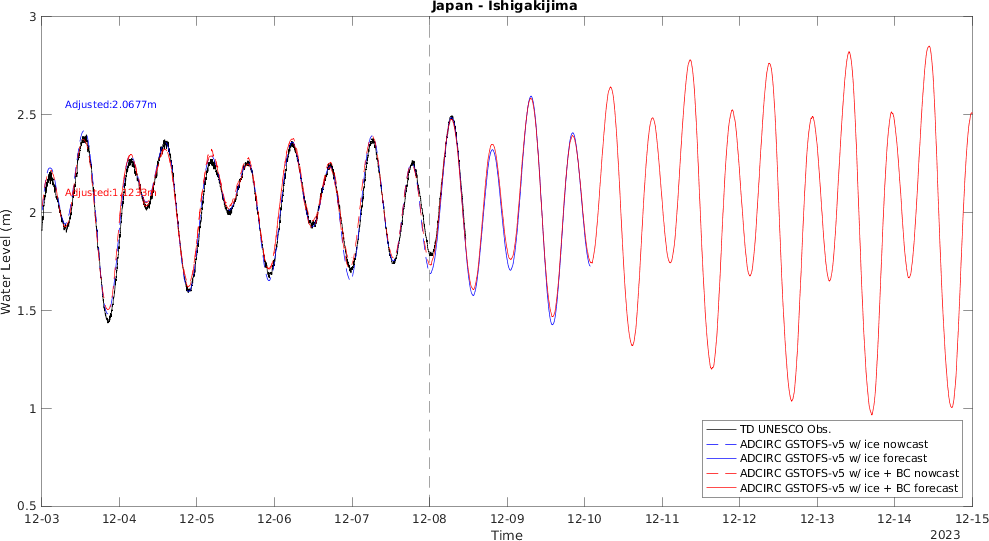 Japan - Ishigakijima
3
2.5
2
1.5
1
0.5
Water Level (m)
Adjusted:2.0677m
Adjusted:1.1233m
TD UNESCO Obs.
ADCIRC GSTOFS-v5 w/ ice nowcast
ADCIRC GSTOFS-v5 w/ ice forecast
ADCIRC GSTOFS-v5 w/ ice + BC nowcast
ADCIRC GSTOFS-v5 w/ ice + BC forecast
12-03 12-04 12-05 12-06 12-07 12-08 12-09 12-10 12-11 12-12 12-13 12-14 12-15
Time
2023